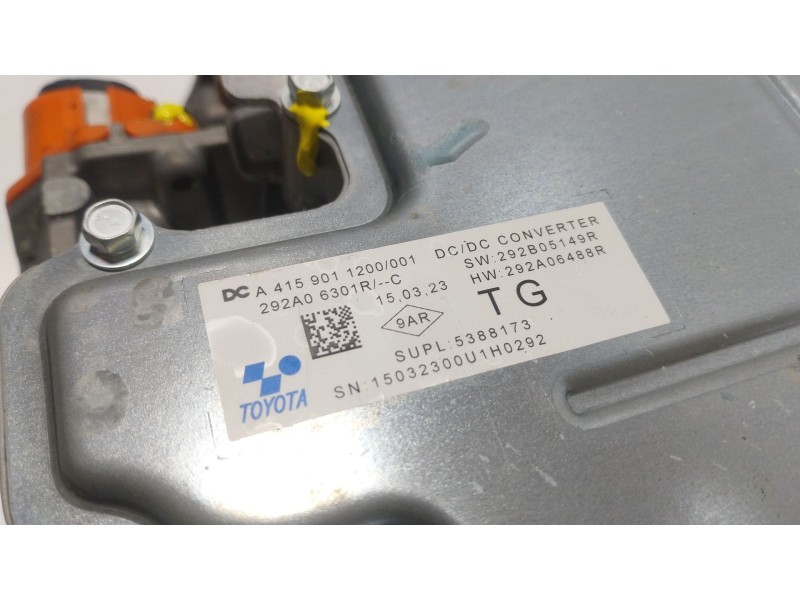 DC A 415 901 1200/001 DC/DC CONVERTER
292A0 6301R/--C 15.03.23 SW:292B05149R
HW:292A06488R
9AR TG
SUPL:5388173
TOYOTA SN:15032300U1H0292